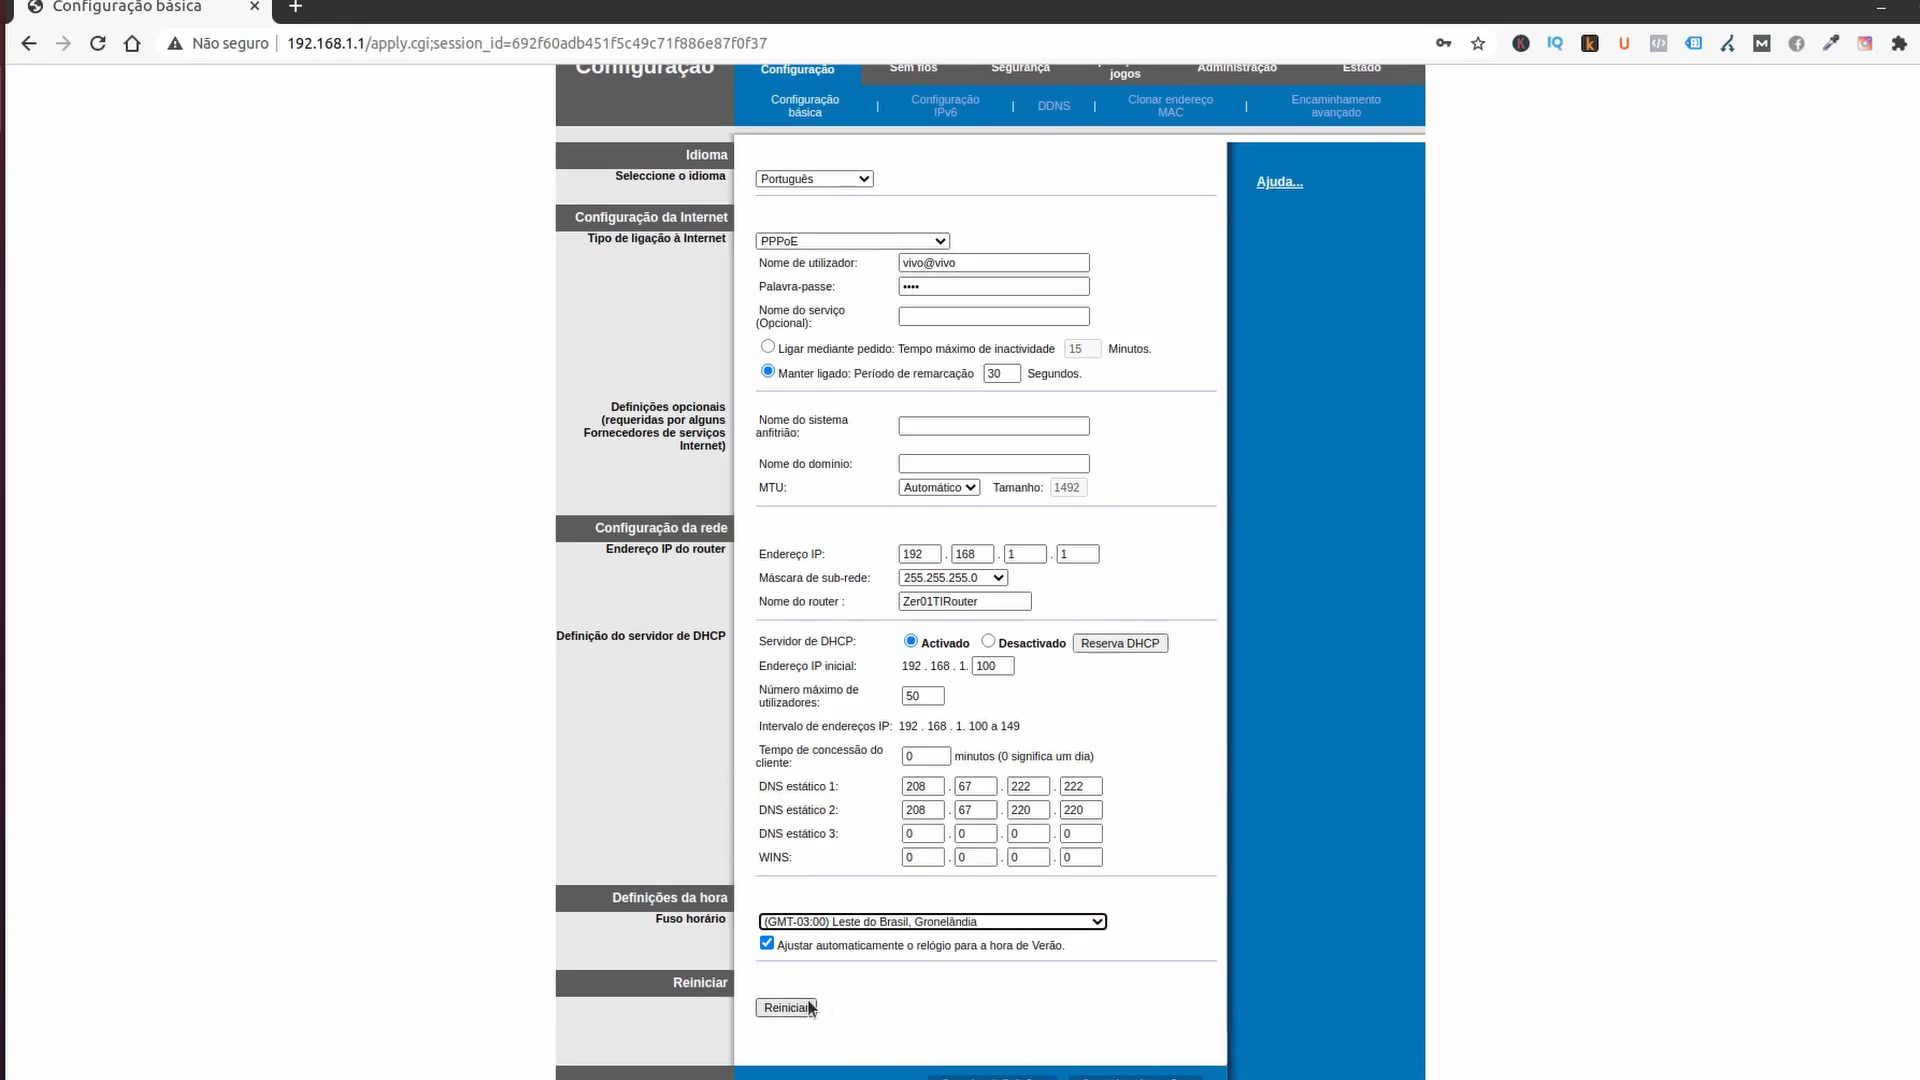 Configuração básica
Não seguro
192.168.1.1/apply.cgi;session_id=692f60adb451f5c49c71f886e87f0f37
Configuração
Configuração
Sem fios
Segurança
jogos
Administração
Estado
Configuração básica
|
Configuração IPv6
|
DDNS
|
Clonar endereço MAC
|
Encaminhamento avançado
Idioma
Seleccione o idioma
Português
Ajuda...
Configuração da Internet
Tipo de ligação à Internet
PPPoE
Nome de utilizador:
vivo@vivo
Palavra-passe:
••••
Nome do serviço
(Opcional):
Ligar mediante pedido: Tempo máximo de inactividade 15 Minutos.
Manter ligado: Período de remarcação 30 Segundos.
Definições opcionais
(requeridas por alguns
Fornecedores de serviços
Internet)
Nome do sistema
anfitrião:
Nome do domínio:
MTU: Automático Tamanho: 1492
Configuração da rede
Endereço IP do router
Endereço IP: 192 . 168 . 1 . 1
Máscara de sub-rede: 255.255.255.0
Nome do router : Zer01TIRouter
Definição do servidor de DHCP
Servidor de DHCP: Activado Desactivado Reserva DHCP
Endereço IP inicial: 192 . 168 . 1. 100
Número máximo de
utilizadores:
50
Intervalo de endereços IP: 192 . 168 . 1. 100 a 149
Tempo de concessão do
cliente:
0 minutos (0 significa um dia)
DNS estático 1: 208 . 67 . 222 . 222
DNS estático 2: 208 . 67 . 220 . 220
DNS estático 3: 0 . 0 . 0 . 0
WINS: 0 . 0 . 0 . 0
Definições da hora
Fuso horário
(GMT-03:00) Leste do Brasil, Gronelândia
Ajustar automaticamente o relógio para a hora de Verão.
Reiniciar
Reiniciar